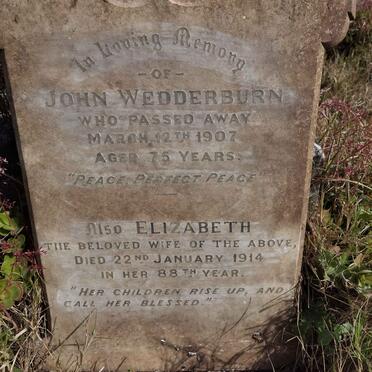 In Loving Memory
- OF -
JOHN WEDDERBURN
WHO PASSED AWAY
MARCH 12TH 1907
AGED 75 YEARS.
"PEACE, PERFECT PEACE"
ALSO ELIZABETH
THE BELOVED WIFE OF THE ABOVE,
DIED 22ND JANUARY 1914
IN HER 88TH YEAR.
"HER CHILDREN RISE UP, AND
CALL HER BLESSED."